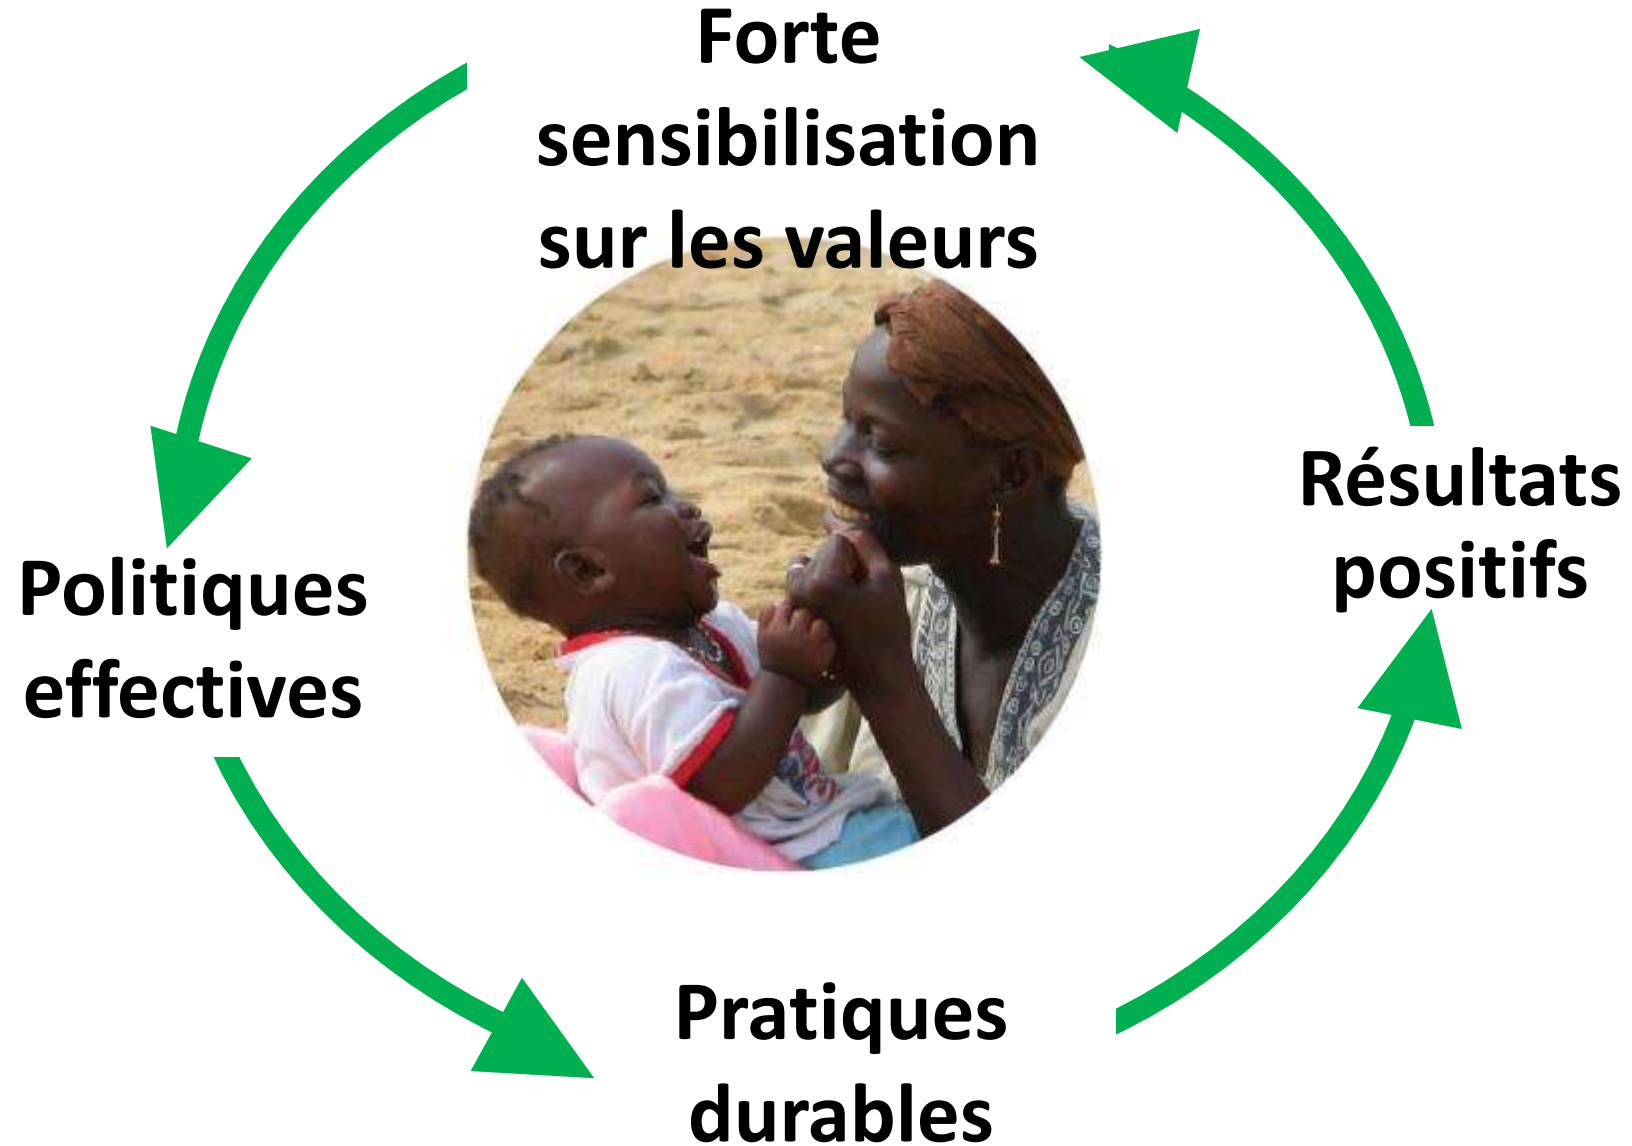 Forte
sensibilisation
sur les valeurs
Politiques
effectives
Pratiques
durables
Résultats
positifs